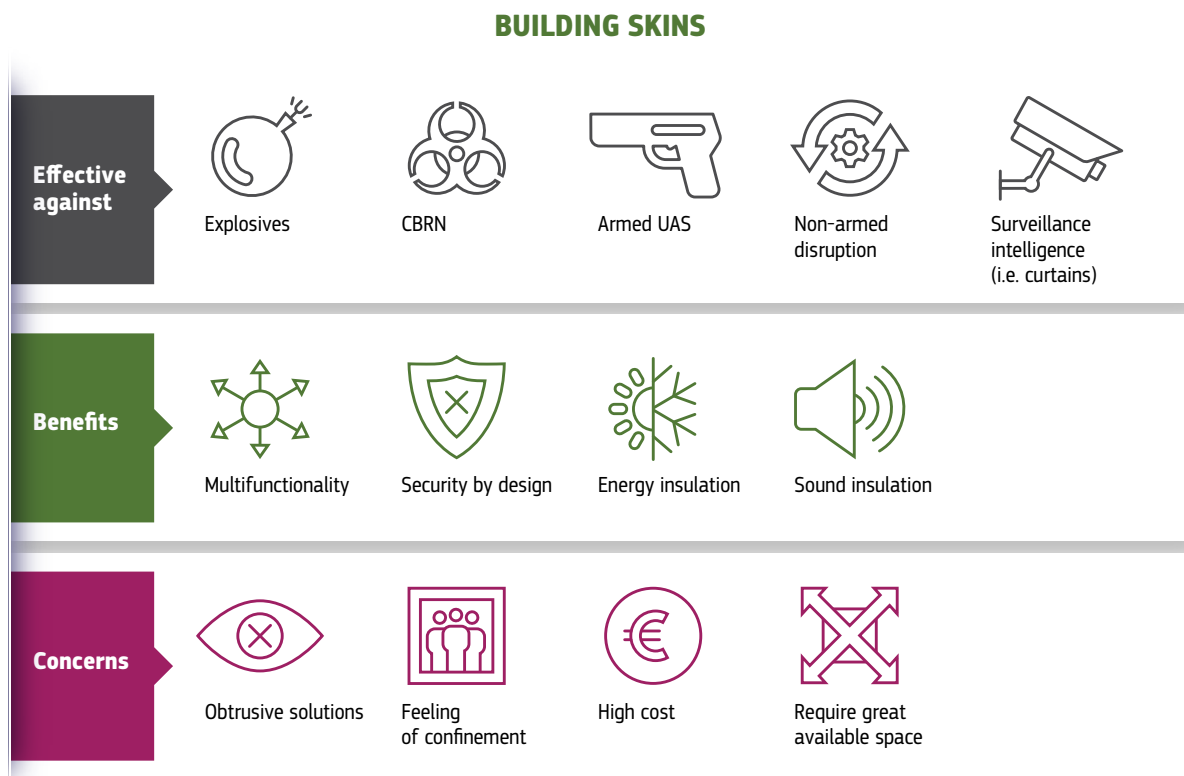 BUILDING SKINS
Effective
against
Explosives
CBRN
Armed UAS
Non-armed
disruption
Surveillance
intelligence
(i.e. curtains)
Benefits
Multifunctionality
Security by design
Energy insulation
Sound insulation
Concerns
Obtrusive solutions
Feeling
of confinement
High cost
Require great
available space